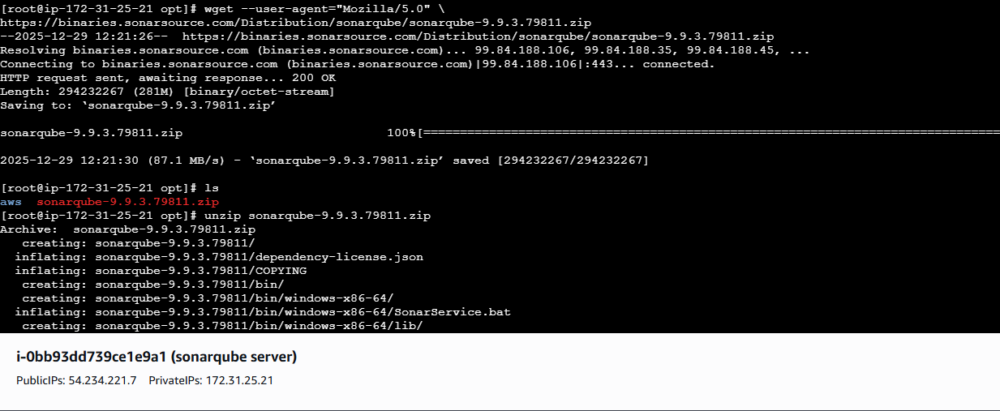 [root@ip-172-31-25-21 opt]# wget --user-agent="Mozilla/5.0" \
https://binaries.sonarsource.com/Distribution/sonarqube/sonarqube-9.9.3.79811.zip
--2025-12-29 12:21:26--  https://binaries.sonarsource.com/Distribution/sonarqube/sonarqube-9.9.3.79811.zip
Resolving binaries.sonarsource.com (binaries.sonarsource.com)... 99.84.188.106, 99.84.188.35, 99.84.188.45, ...
Connecting to binaries.sonarsource.com (binaries.sonarsource.com)|99.84.188.106|:443... connected.
HTTP request sent, awaiting response... 200 OK
Length: 294232267 (281M) [binary/octet-stream]
Saving to: ‘sonarqube-9.9.3.79811.zip’
sonarqube-9.9.3.79811.zip 100%[===============================================================================
2025-12-29 12:21:30 (87.1 MB/s) - ‘sonarqube-9.9.3.79811.zip’ saved [294232267/294232267]
[root@ip-172-31-25-21 opt]# ls
aws  sonarqube-9.9.3.79811.zip
[root@ip-172-31-25-21 opt]# unzip sonarqube-9.9.3.79811.zip
Archive:  sonarqube-9.9.3.79811.zip
   creating: sonarqube-9.9.3.79811/
  inflating: sonarqube-9.9.3.79811/dependency-license.json
  inflating: sonarqube-9.9.3.79811/COPYING
   creating: sonarqube-9.9.3.79811/bin/
   creating: sonarqube-9.9.3.79811/bin/windows-x86-64/
  inflating: sonarqube-9.9.3.79811/bin/windows-x86-64/SonarService.bat
   creating: sonarqube-9.9.3.79811/bin/windows-x86-64/lib/
i-0bb93dd739ce1e9a1 (sonarqube server)
PublicIPs: 54.234.221.7 PrivateIPs: 172.31.25.21